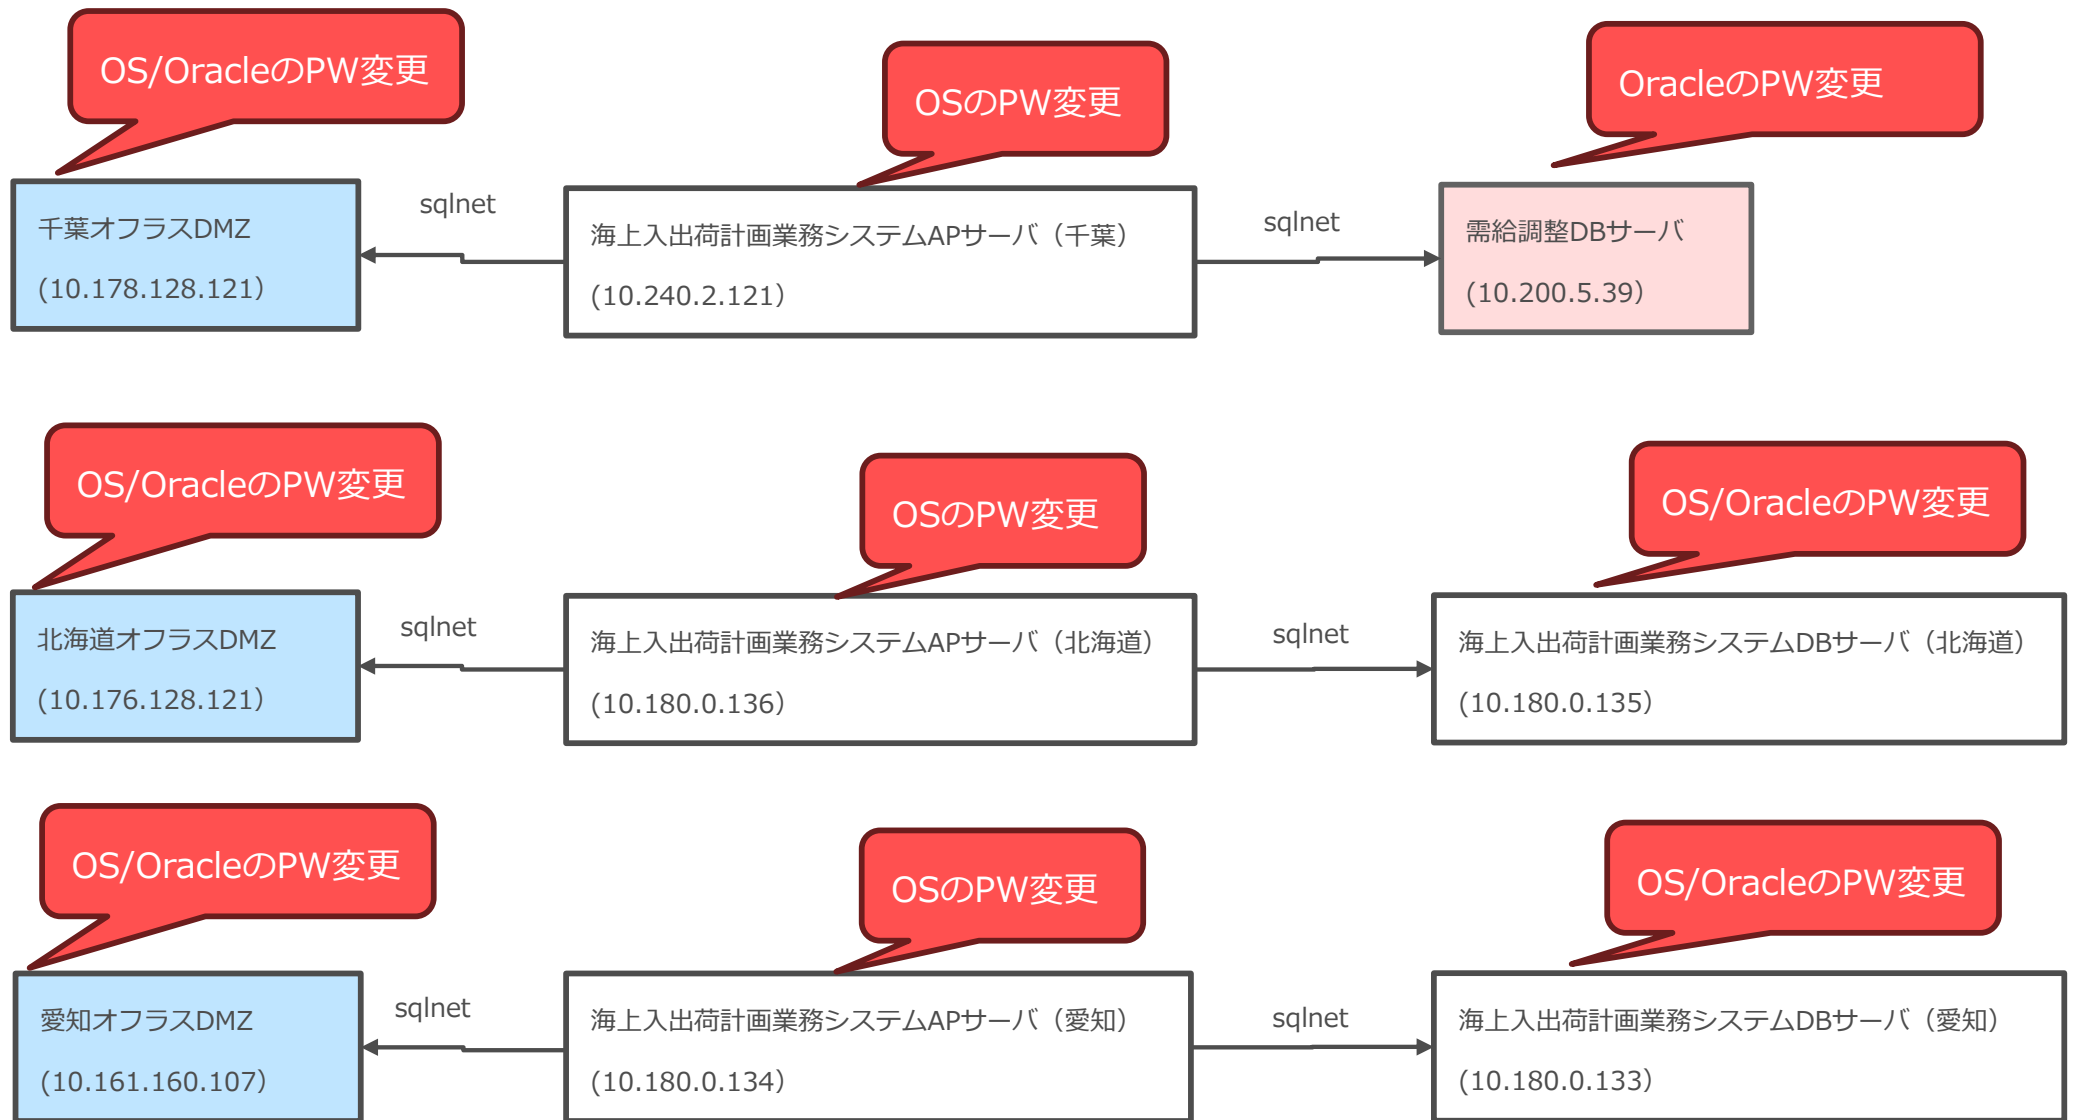 OS/OracleのPW変更
OSのPW変更
OracleのPW変更
千葉オフラスDMZ
(10.178.128.121)
sqlnet
海上入出荷計画業務システムAPサーバ（千葉）
(10.240.2.121)
sqlnet
需給調整DBサーバ
(10.200.5.39)
OS/OracleのPW変更
OSのPW変更
OS/OracleのPW変更
北海道オフラスDMZ
(10.176.128.121)
sqlnet
海上入出荷計画業務システムAPサーバ（北海道）
(10.180.0.136)
sqlnet
海上入出荷計画業務システムDBサーバ（北海道）
(10.180.0.135)
OS/OracleのPW変更
OSのPW変更
OS/OracleのPW変更
愛知オフラスDMZ
(10.161.160.107)
sqlnet
海上入出荷計画業務システムAPサーバ（愛知）
(10.180.0.134)
sqlnet
海上入出荷計画業務システムDBサーバ（愛知）
(10.180.0.133)